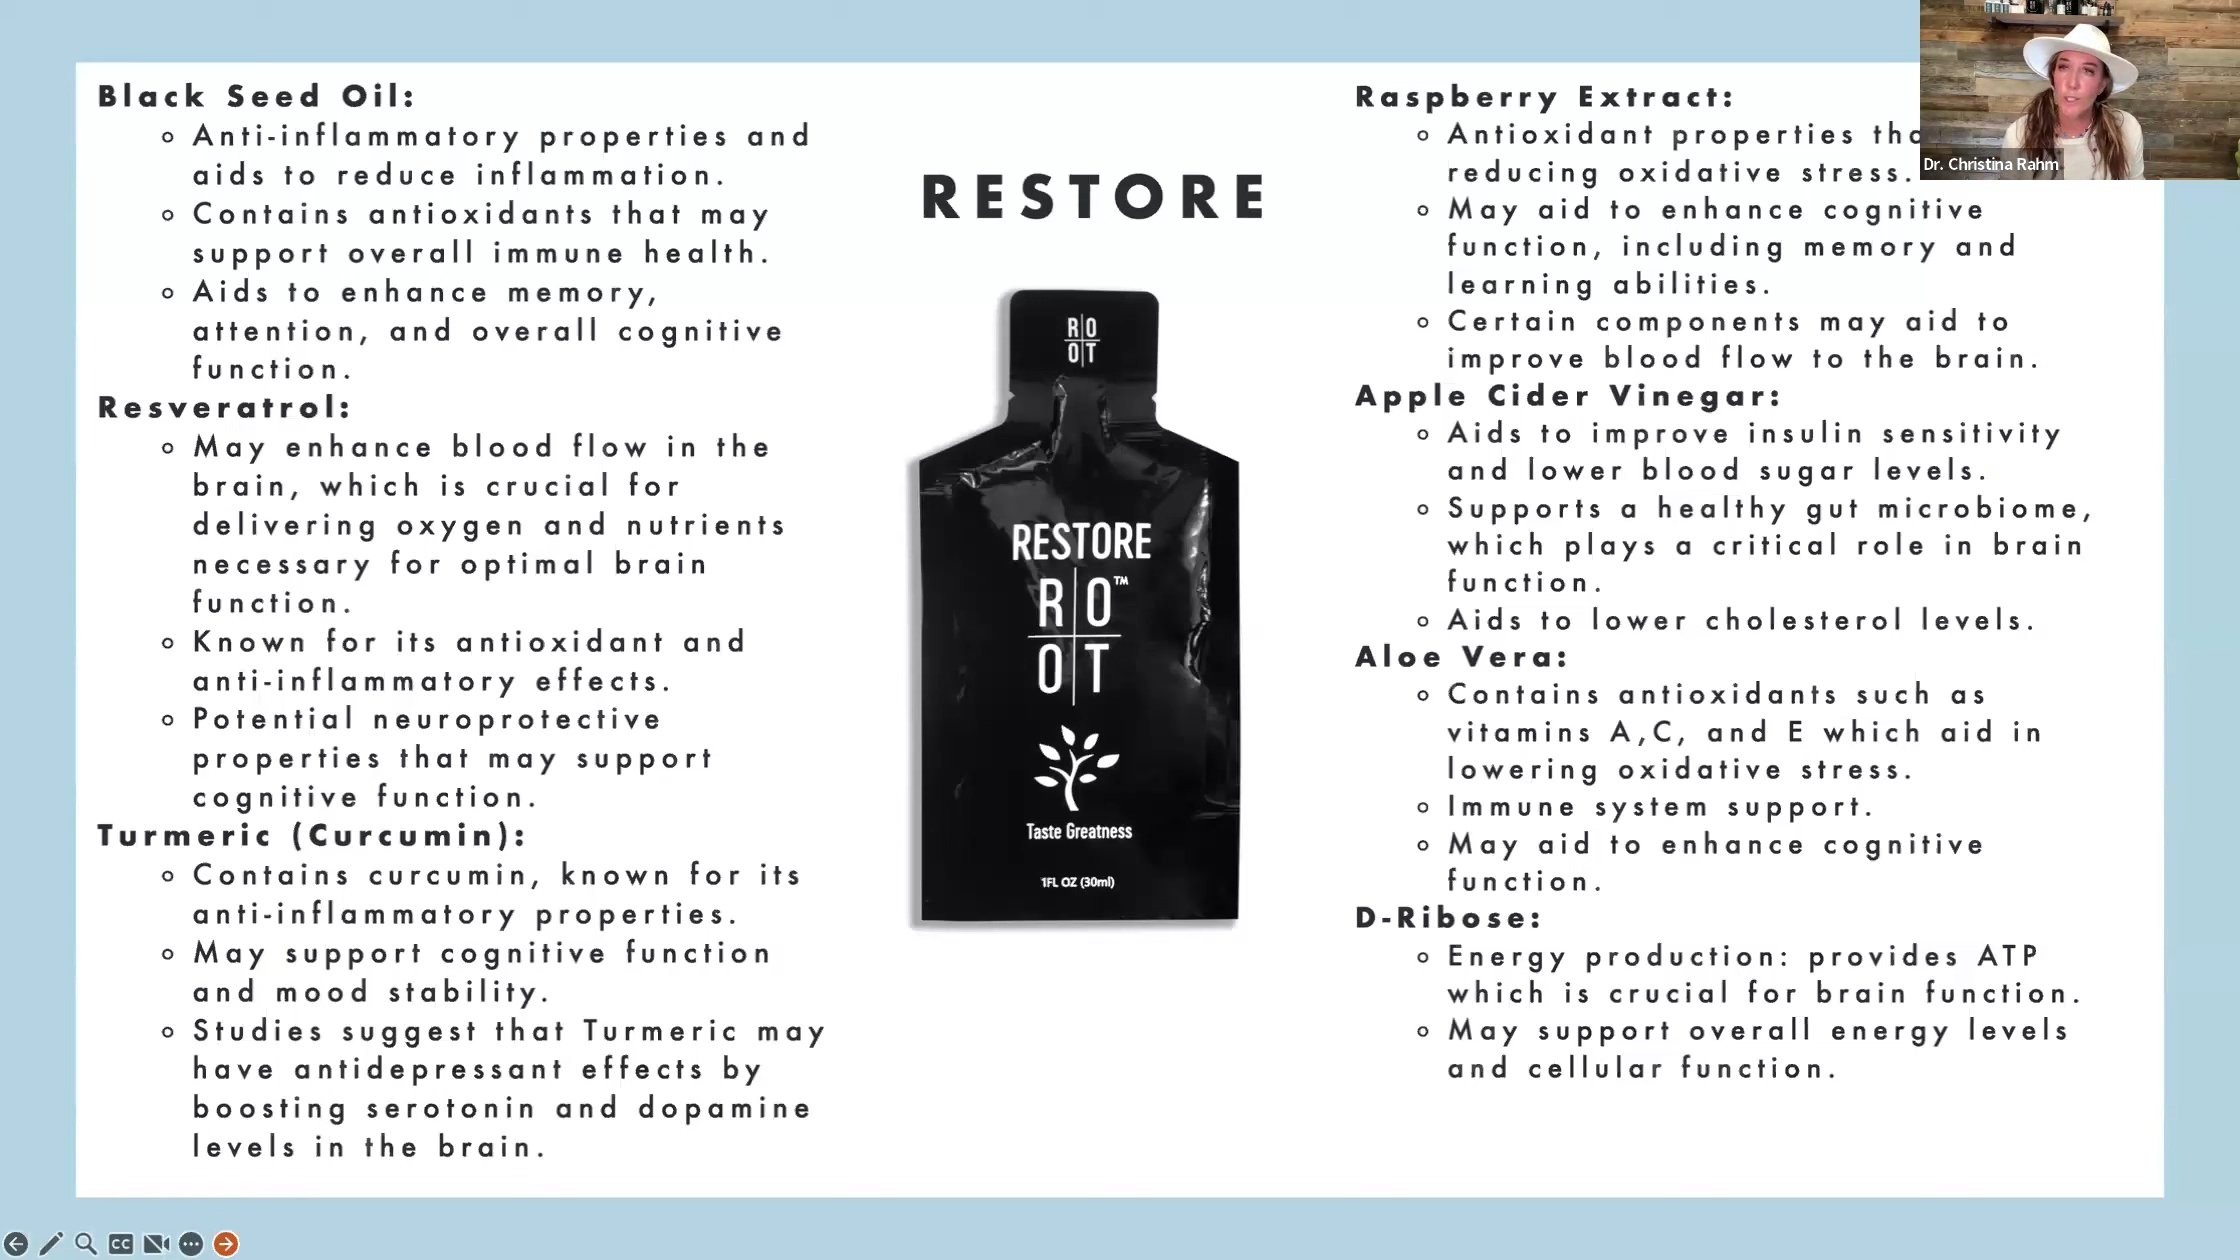 Black Seed Oil:
Anti-inflammatory properties and
aids to reduce inflammation.
Contains antioxidants that may
support overall immune health.
Aids to enhance memory,
attention, and overall cognitive
function.
Resveratrol:
May enhance blood flow in the
brain, which is crucial for
delivering oxygen and nutrients
necessary for optimal brain
function.
Known for its antioxidant and
anti-inflammatory effects.
Potential neuroprotective
properties that may support
cognitive function.
Turmeric (Curcumin):
Contains curcumin, known for its
anti-inflammatory properties.
May support cognitive function
and mood stability.
Studies suggest that Turmeric may
have antidepressant effects by
boosting serotonin and dopamine
levels in the brain.
RESTORE
RO
OT
RESTORE
RO™
OT
Taste Greatness
1FL OZ (30ml)
Raspberry Extract:
Antioxidant properties
reducing oxidative stress.
May aid to enhance cognitive
function, including memory and
learning abilities.
Certain components may aid to
improve blood flow to the brain.
Apple Cider Vinegar:
Aids to improve insulin sensitivity
and lower blood sugar levels.
Supports a healthy gut microbiome,
which plays a critical role in brain
function.
Aids to lower cholesterol levels.
Aloe Vera:
Contains antioxidants such as
vitamins A,C, and E which aid in
lowering oxidative stress.
Immune system support.
May aid to enhance cognitive
function.
D-Ribose:
Energy production: provides ATP
which is crucial for brain function.
May support overall energy levels
and cellular function.
Dr. Christina Rahm
CC